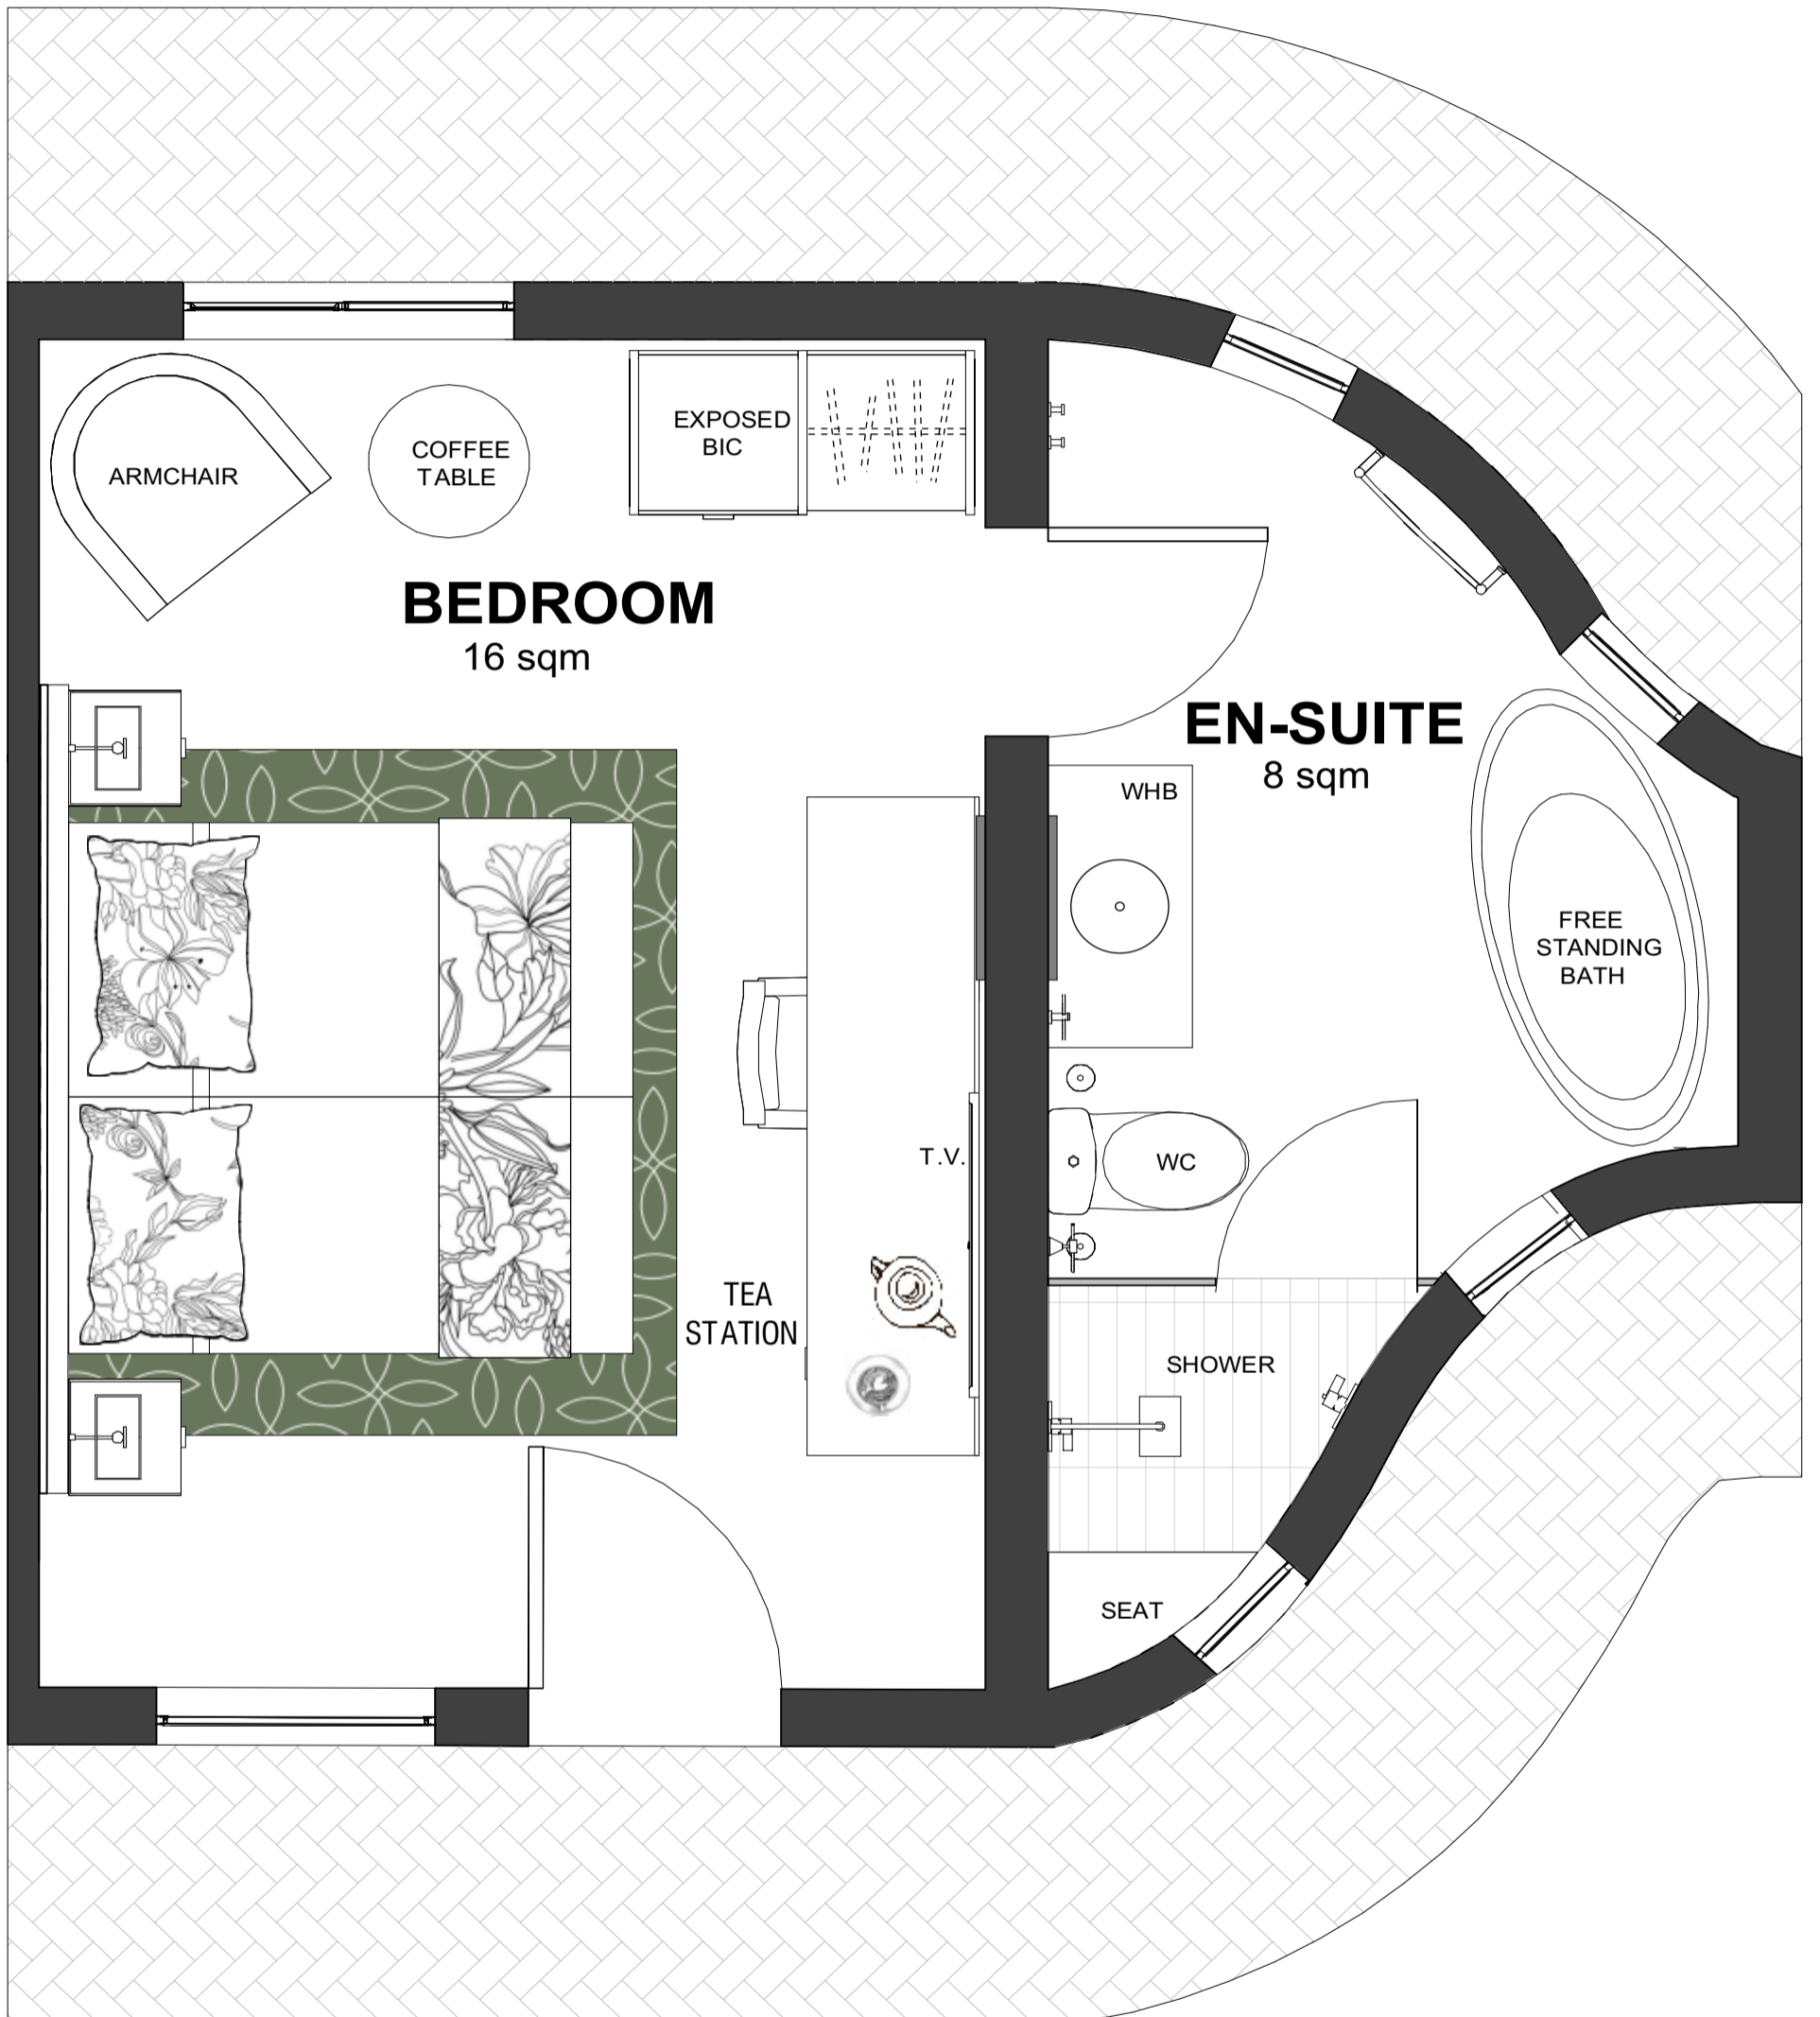 EXPOSED
BIC
COFFEE
TABLE
ARMCHAIR
BEDROOM
16 sqm
EN-SUITE
8 sqm
WHB
FREE
STANDING
BATH
T.V.
WC
TEA
STATION
SHOWER
SEAT